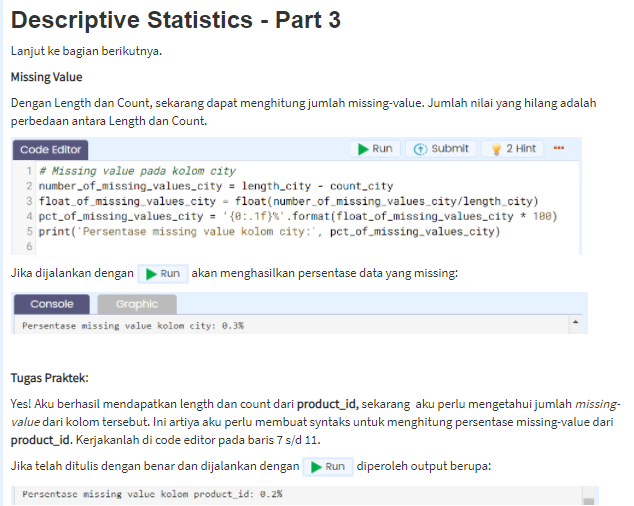 Descriptive Statistics - Part 3
Lanjut ke bagian berikutnya.
Missing Value
Dengan Length dan Count, sekarang dapat menghitung jumlah missing-value. Jumlah nilai yang hilang adalah
perbedaan antara Length dan Count.
Code Editor Run Submit 2 Hint
1 # Missing value pada kolom city
2 number_of_missing_values_city = length_city - count_city
3 float_of_missing_values_city = float(number_of_missing_values_city/length_city)
4 pct_of_missing_values_city = '{0:.1f}%'.format(float_of_missing_values_city * 100)
5 print('Persentase missing value kolom city:', pct_of_missing_values_city)
6
Jika dijalankan dengan Run akan menghasilkan persentase data yang missing:
Console Graphic
Persentase missing value kolom city: 0.3%
Tugas Praktek:
Yes! Aku berhasil mendapatkan length dan count dari product_id, sekarang aku perlu mengetahui jumlah missing-
value dari kolom tersebut. Ini artiya aku perlu membuat syntaks untuk menghitung persentase missing-value dari
product_id. Kerjakanlah di code editor pada baris 7 s/d 11.
Jika telah ditulis dengan benar dan dijalankan dengan Run diperoleh output berupa:
Persentase missing value kolom product_id: 0.2%